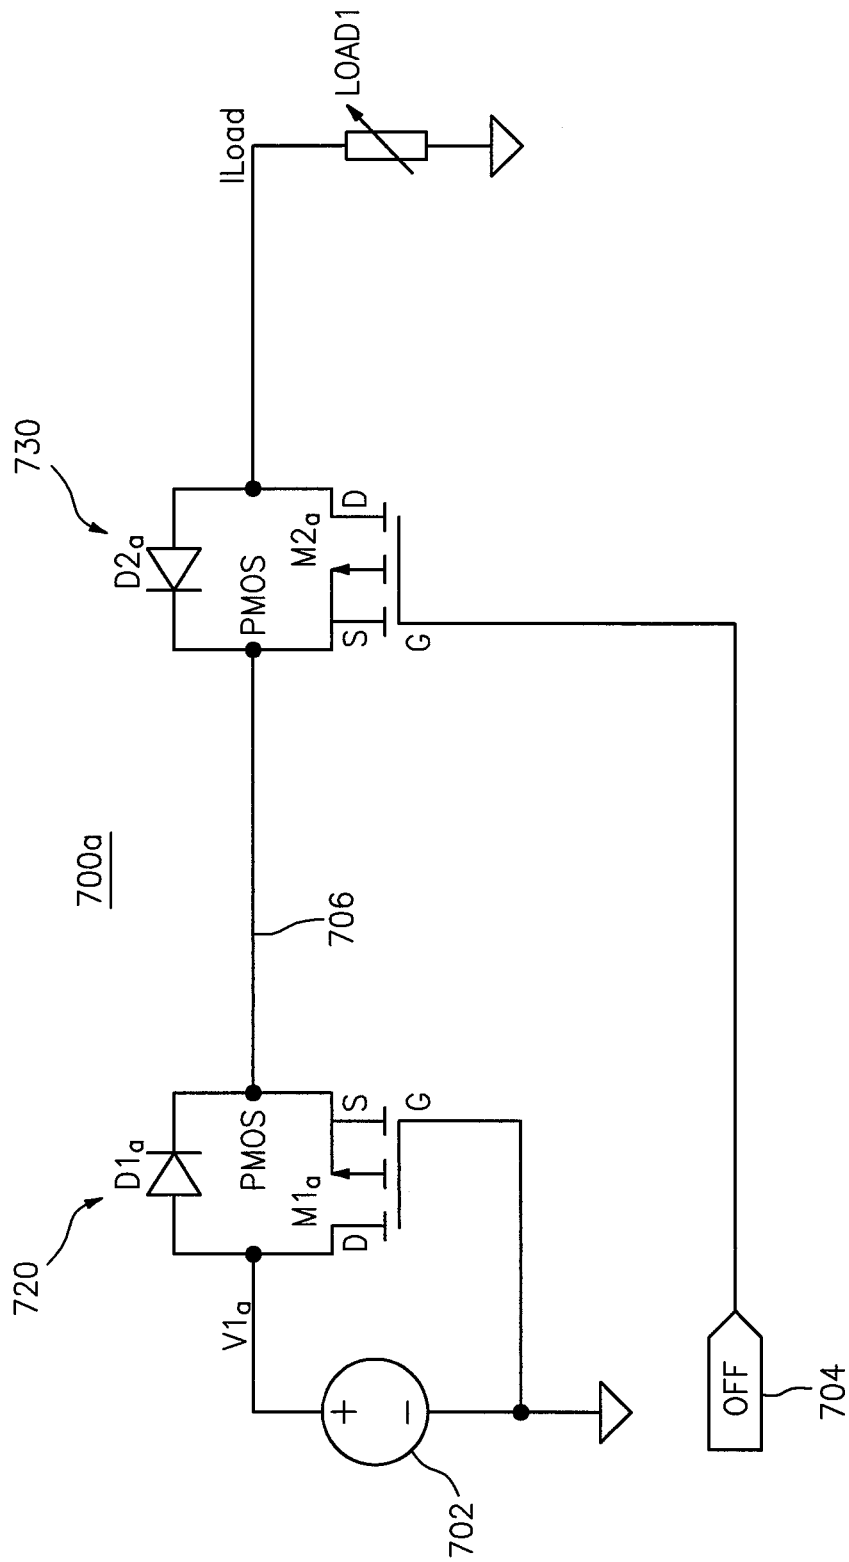 700a
720
730
D1a
D2a
V1a
PMOS
PMOS
ILoad
M1a
M2a
LOAD1
D
S
S
D
706
G
G
+
−
702
OFF
704